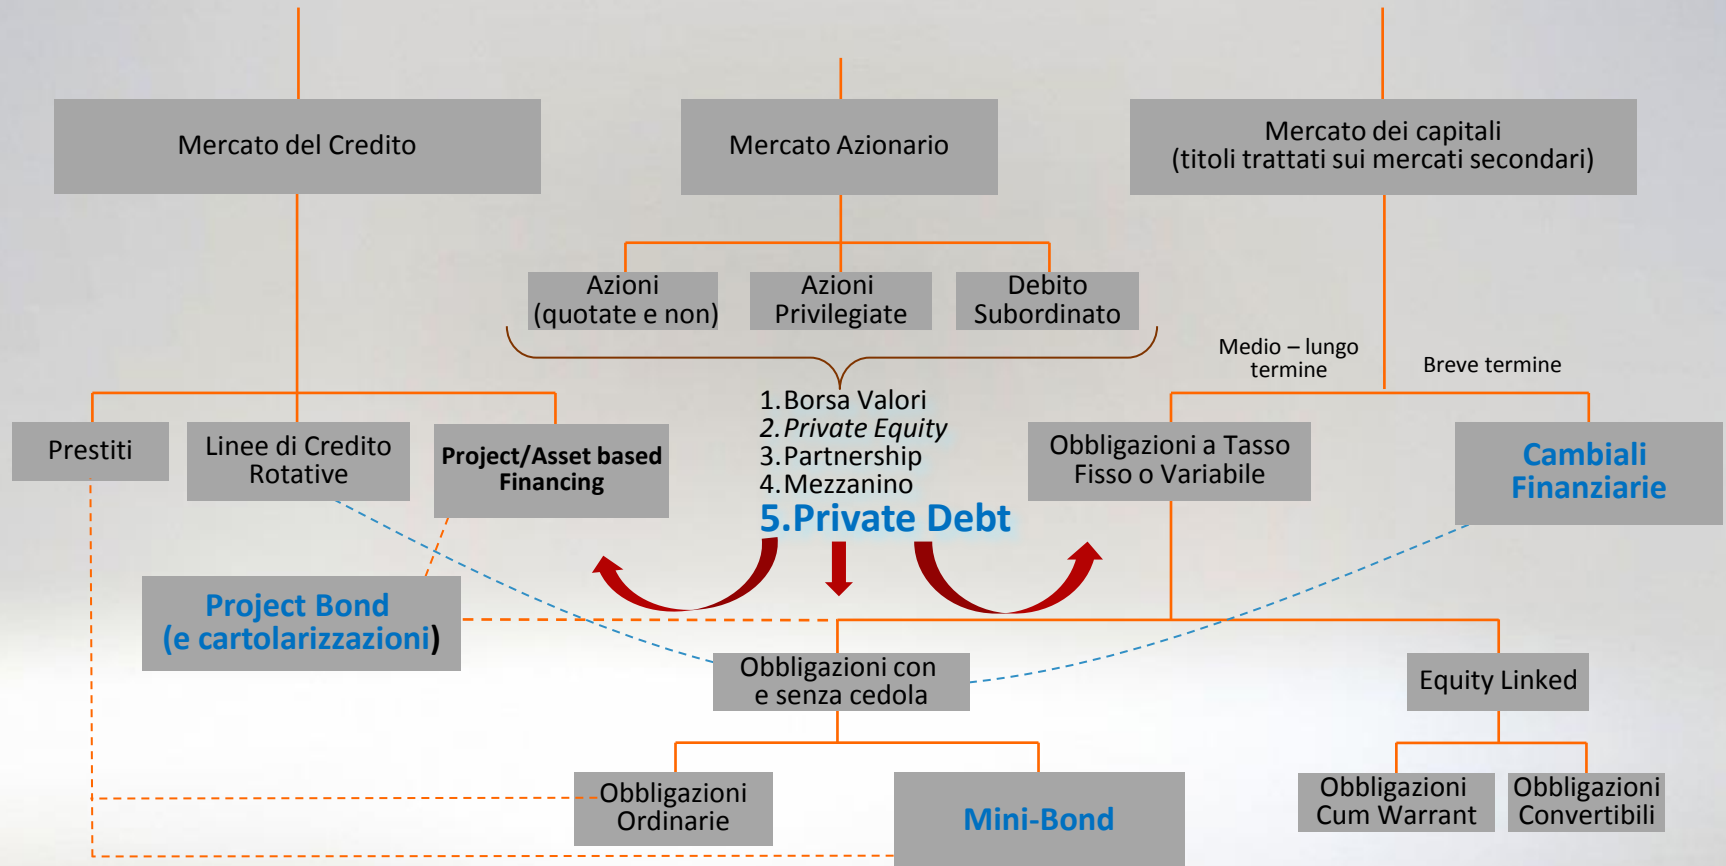 Mercato del Credito
Mercato Azionario
Mercato dei capitali
(titoli trattati sui mercati secondari)
Azioni
(quotate e non)
Azioni
Privilegiate
Debito
Subordinato
Medio – lungo
termine
Breve termine
1.Borsa Valori
2.Private Equity
3.Partnership
4.Mezzanino
5.Private Debt
Prestiti
Linee di Credito
Rotative
Project/Asset based
Financing
Obbligazioni a Tasso
Fisso o Variabile
Cambiali
Finanziarie
Project Bond
(e cartolarizzazioni)
Obbligazioni con
e senza cedola
Equity Linked
Obbligazioni
Ordinarie
Mini-Bond
Obbligazioni
Cum Warrant
Obbligazioni
Convertibili